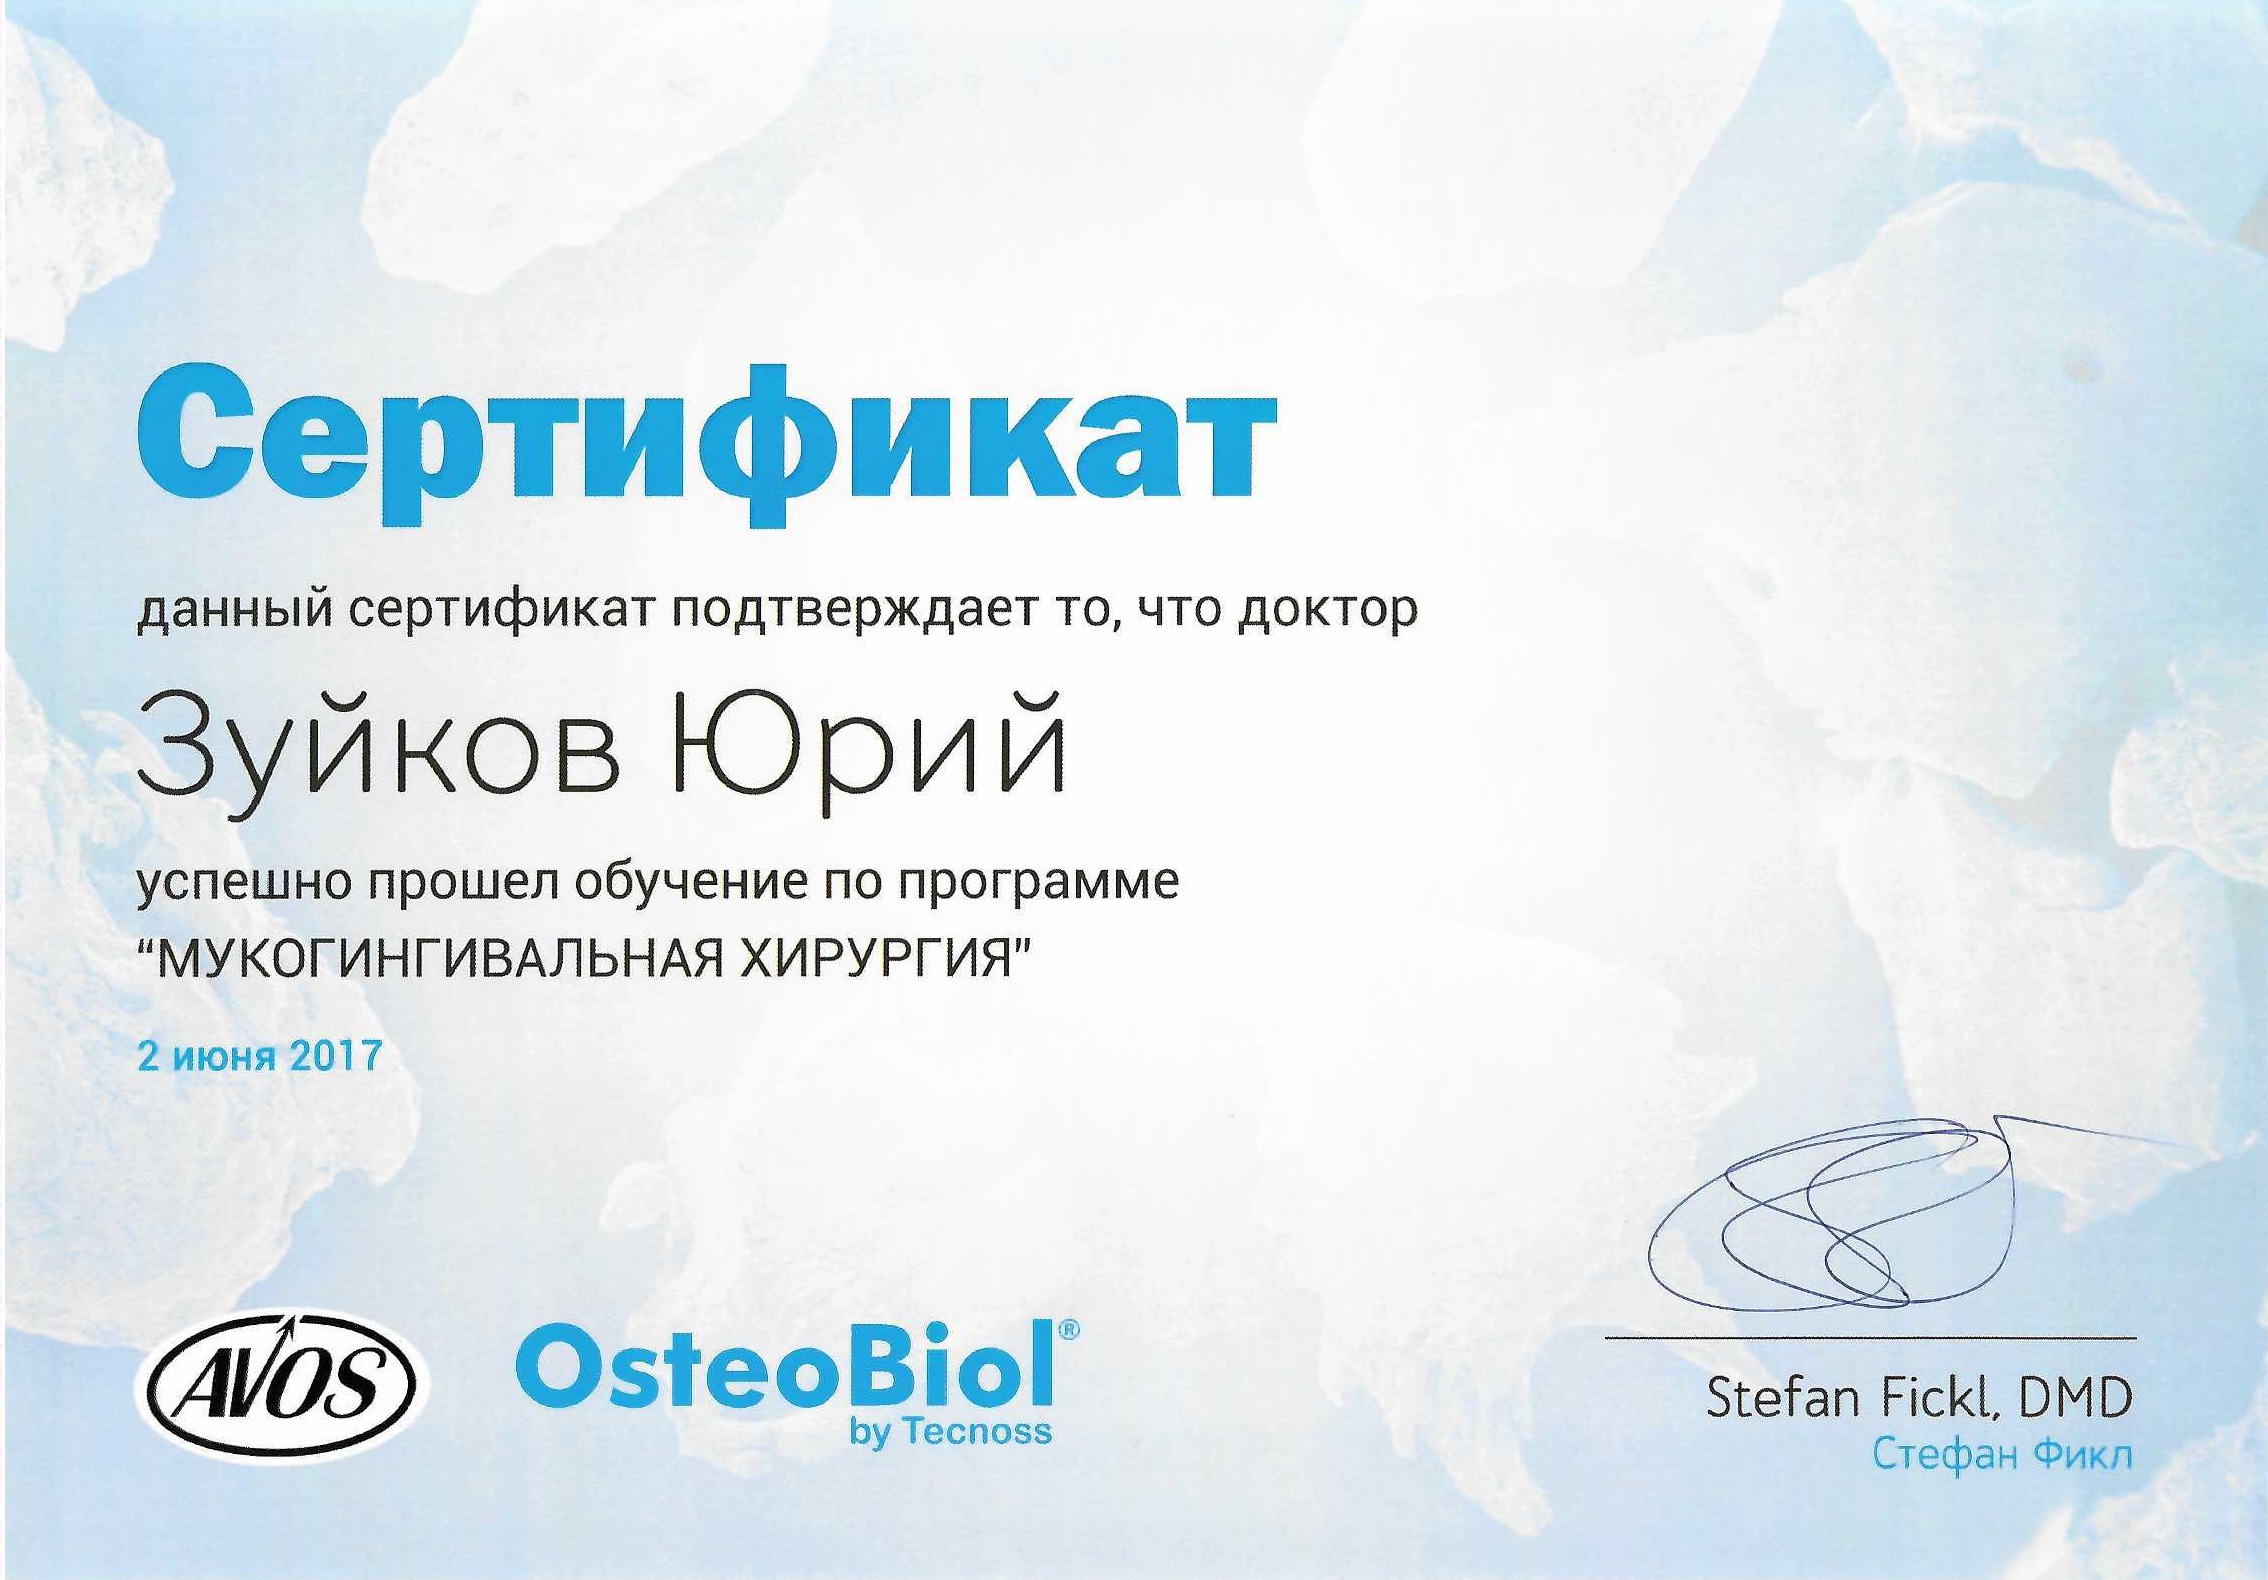 Сертификат
данный сертификат подтверждает то, что доктор
Зуйков Юрий
успешно прошел обучение по программе
“МУКОГИНГИВАЛЬНАЯ ХИРУРГИЯ”
2 июня 2017
AVOS
OsteoBiol®
by Tecnoss
Stefan Fickl, DMD
Стефан Фикл